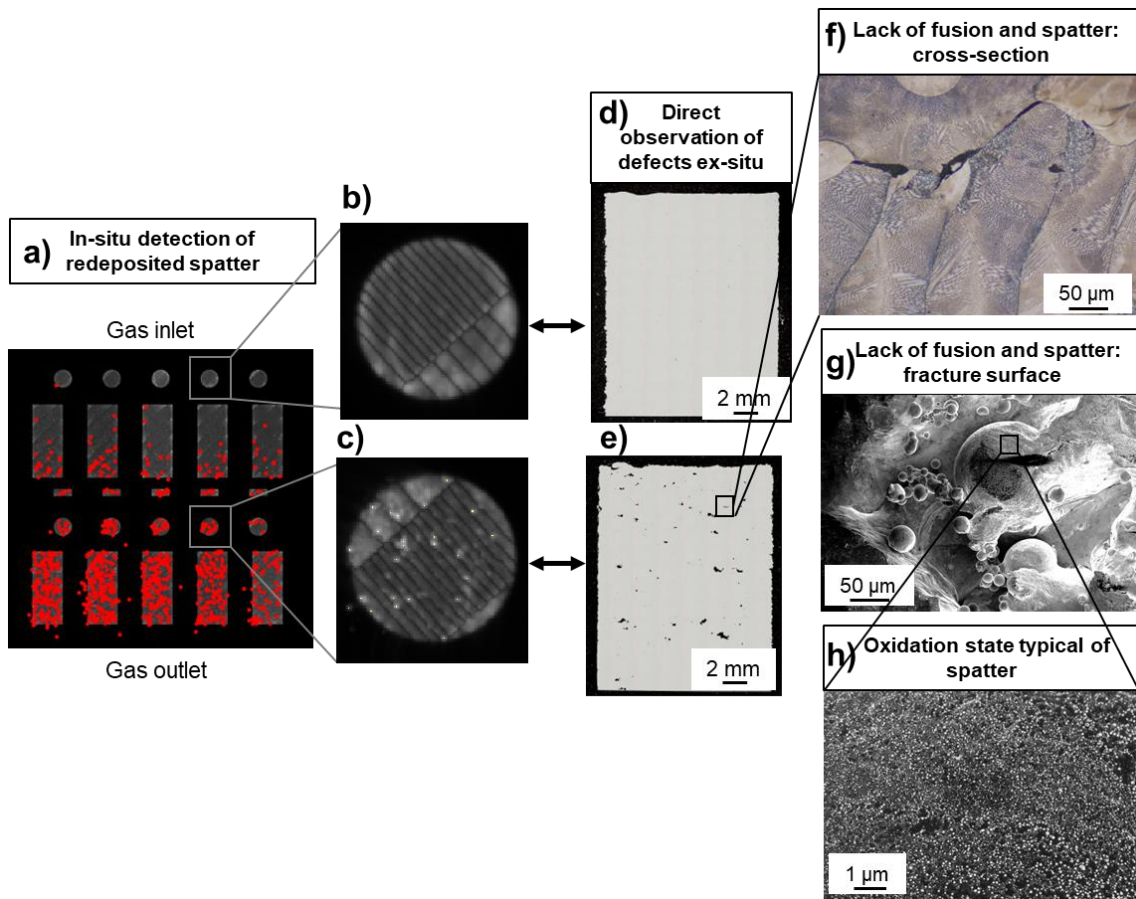 a)
In-situ detection of
redeposited spatter
Gas inlet
Gas outlet
b)
c)
d)
Direct
observation of
defects ex-situ
2 mm
e)
2 mm
f)
Lack of fusion and spatter:
cross-section
50 µm
g)
Lack of fusion and spatter:
fracture surface
50 µm
h)
Oxidation state typical of
spatter
1 µm